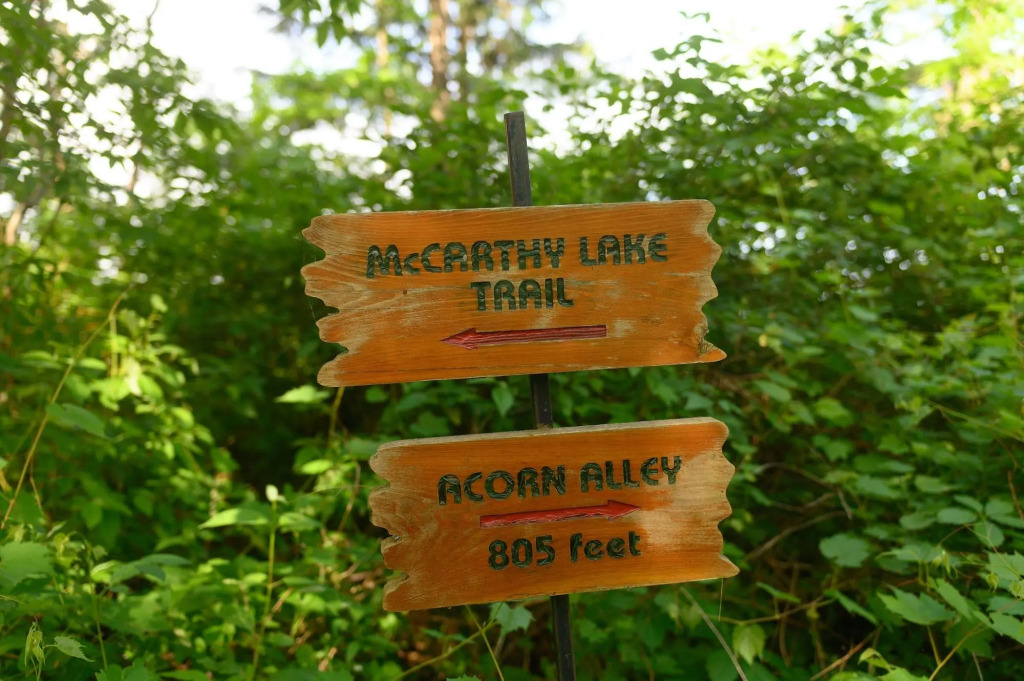 McCARTHY LAKE
TRAIL
ACORN ALLEY
805 feet